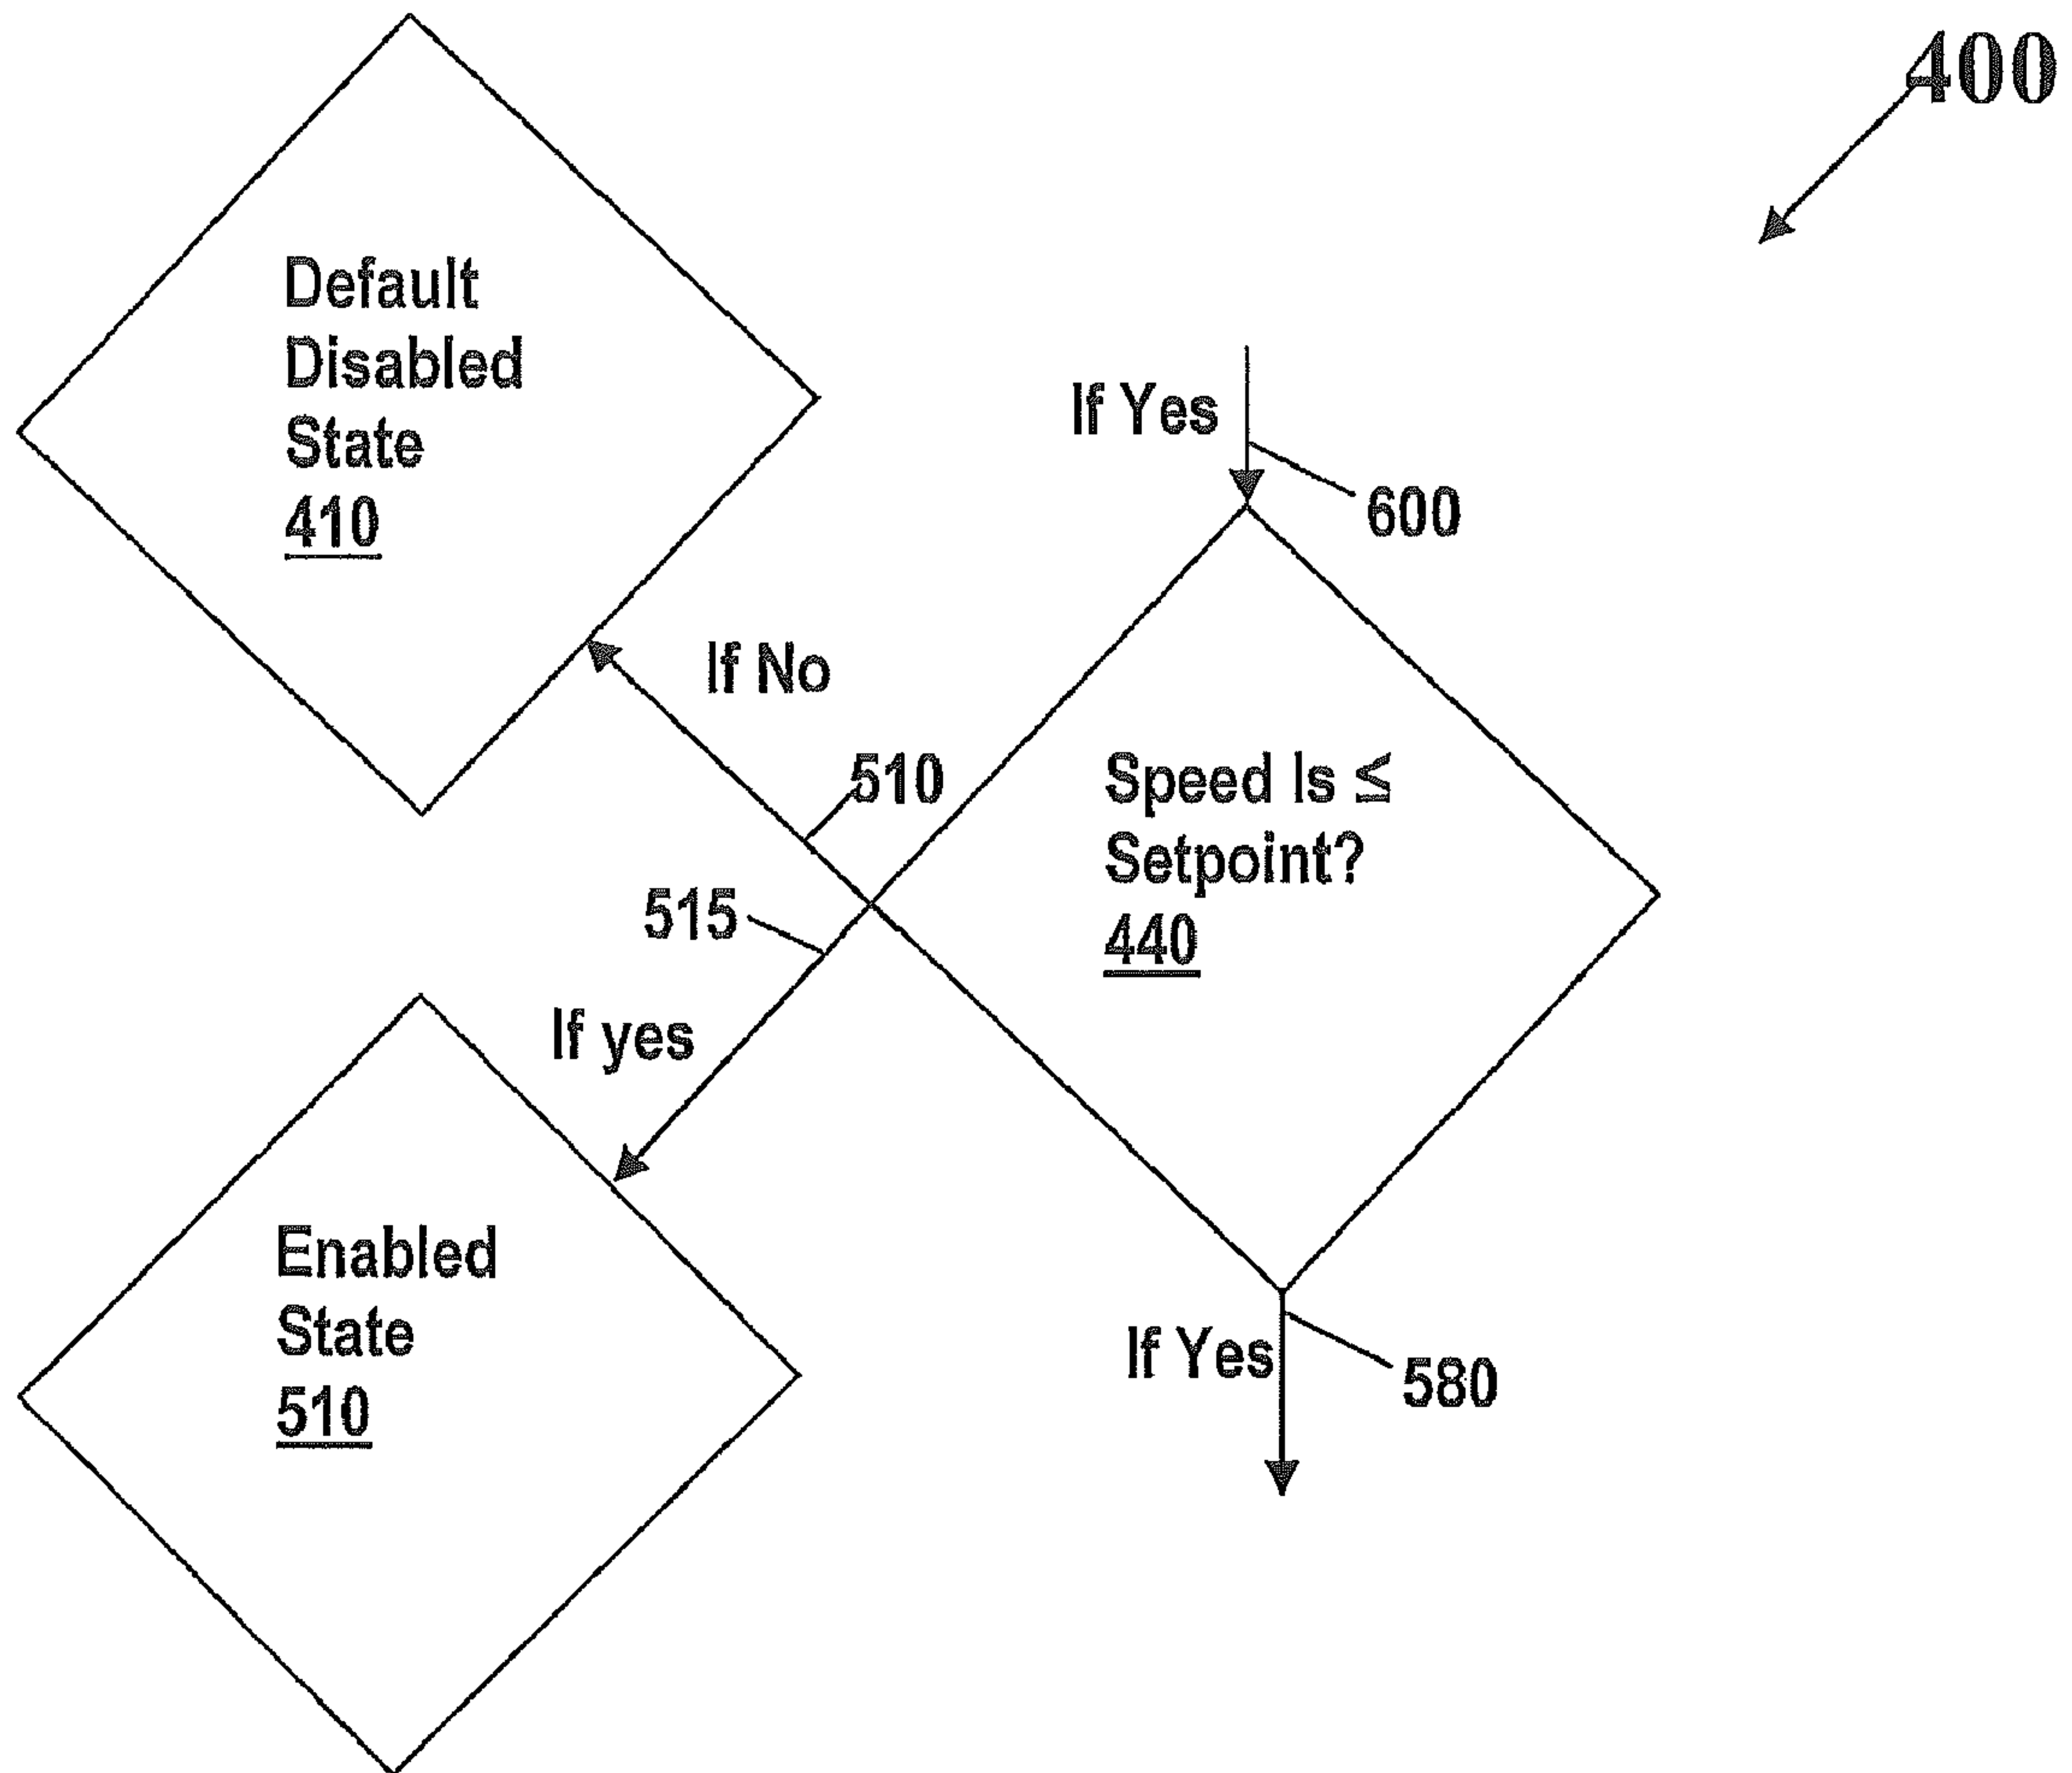 400
Default
Disabled
State
410
If Yes
600
If No
510
Speed Is ≤
Setpoint?
440
515
If yes
Enabled
State
510
If Yes
580